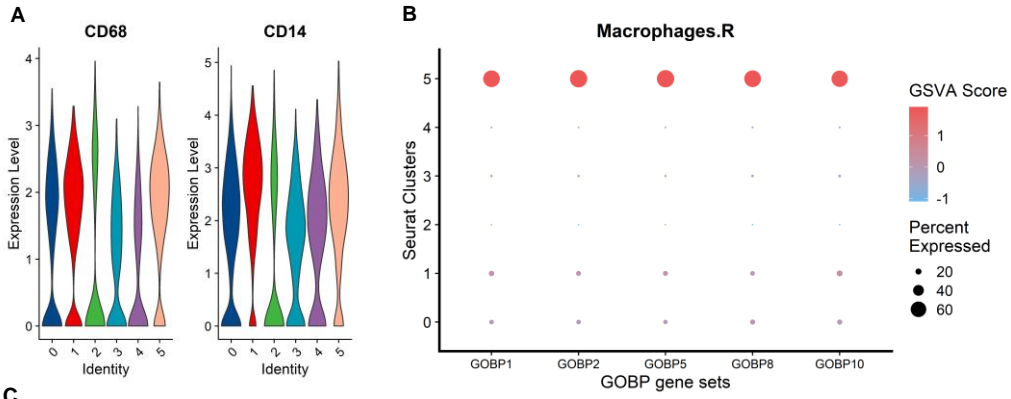 A
CD68
CD14
4
3
2
1
0
Expression Level
0 1 2 3 4 5
Identity
5
4
3
2
1
0
Expression Level
0 1 2 3 4 5
Identity
B
Macrophages.R
5
4
3
2
1
0
Seurat Clusters
GOBP1 GOBP2 GOBP5 GOBP8 GOBP10
GOBP gene sets
GSVA Score
1
0
-1
Percent
Expressed
20
40
60
C